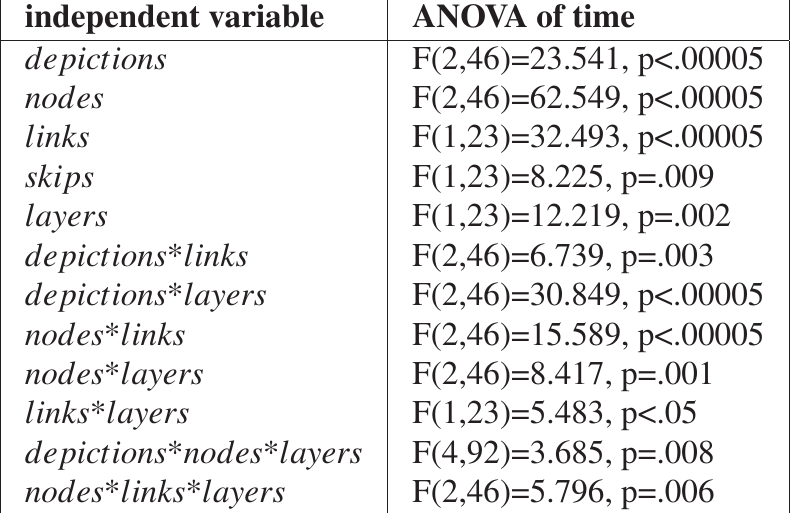 independent variable ANOVA of time
depictions F(2,46)=23.541, p<.00005
nodes F(2,46)=62.549, p<.00005
links F(1,23)=32.493, p<.00005
skips F(1,23)=8.225, p=.009
layers F(1,23)=12.219, p=.002
depictions*links F(2,46)=6.739, p=.003
depictions*layers F(2,46)=30.849, p<.00005
nodes*links F(2,46)=15.589, p<.00005
nodes*layers F(2,46)=8.417, p=.001
links*layers F(1,23)=5.483, p<.05
depictions*nodes*layers F(4,92)=3.685, p=.008
nodes*links*layers F(2,46)=5.796, p=.006